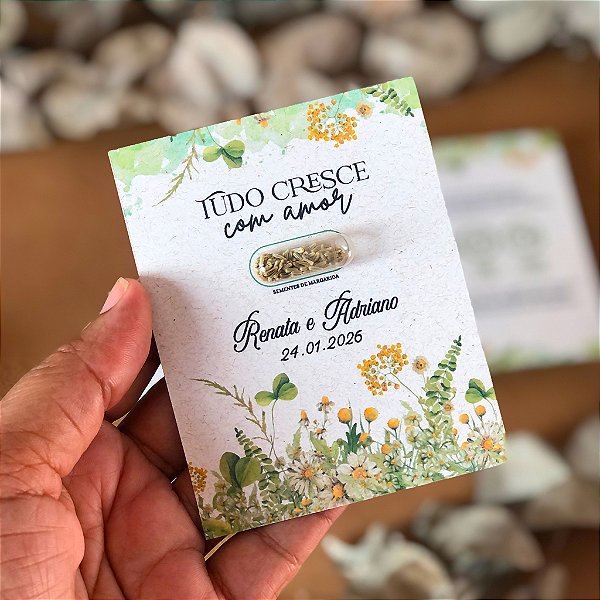 TUDO CRESCE
com amor
SEMENTES DE MARGARIDA
Renata e Adriano
24.01.2026